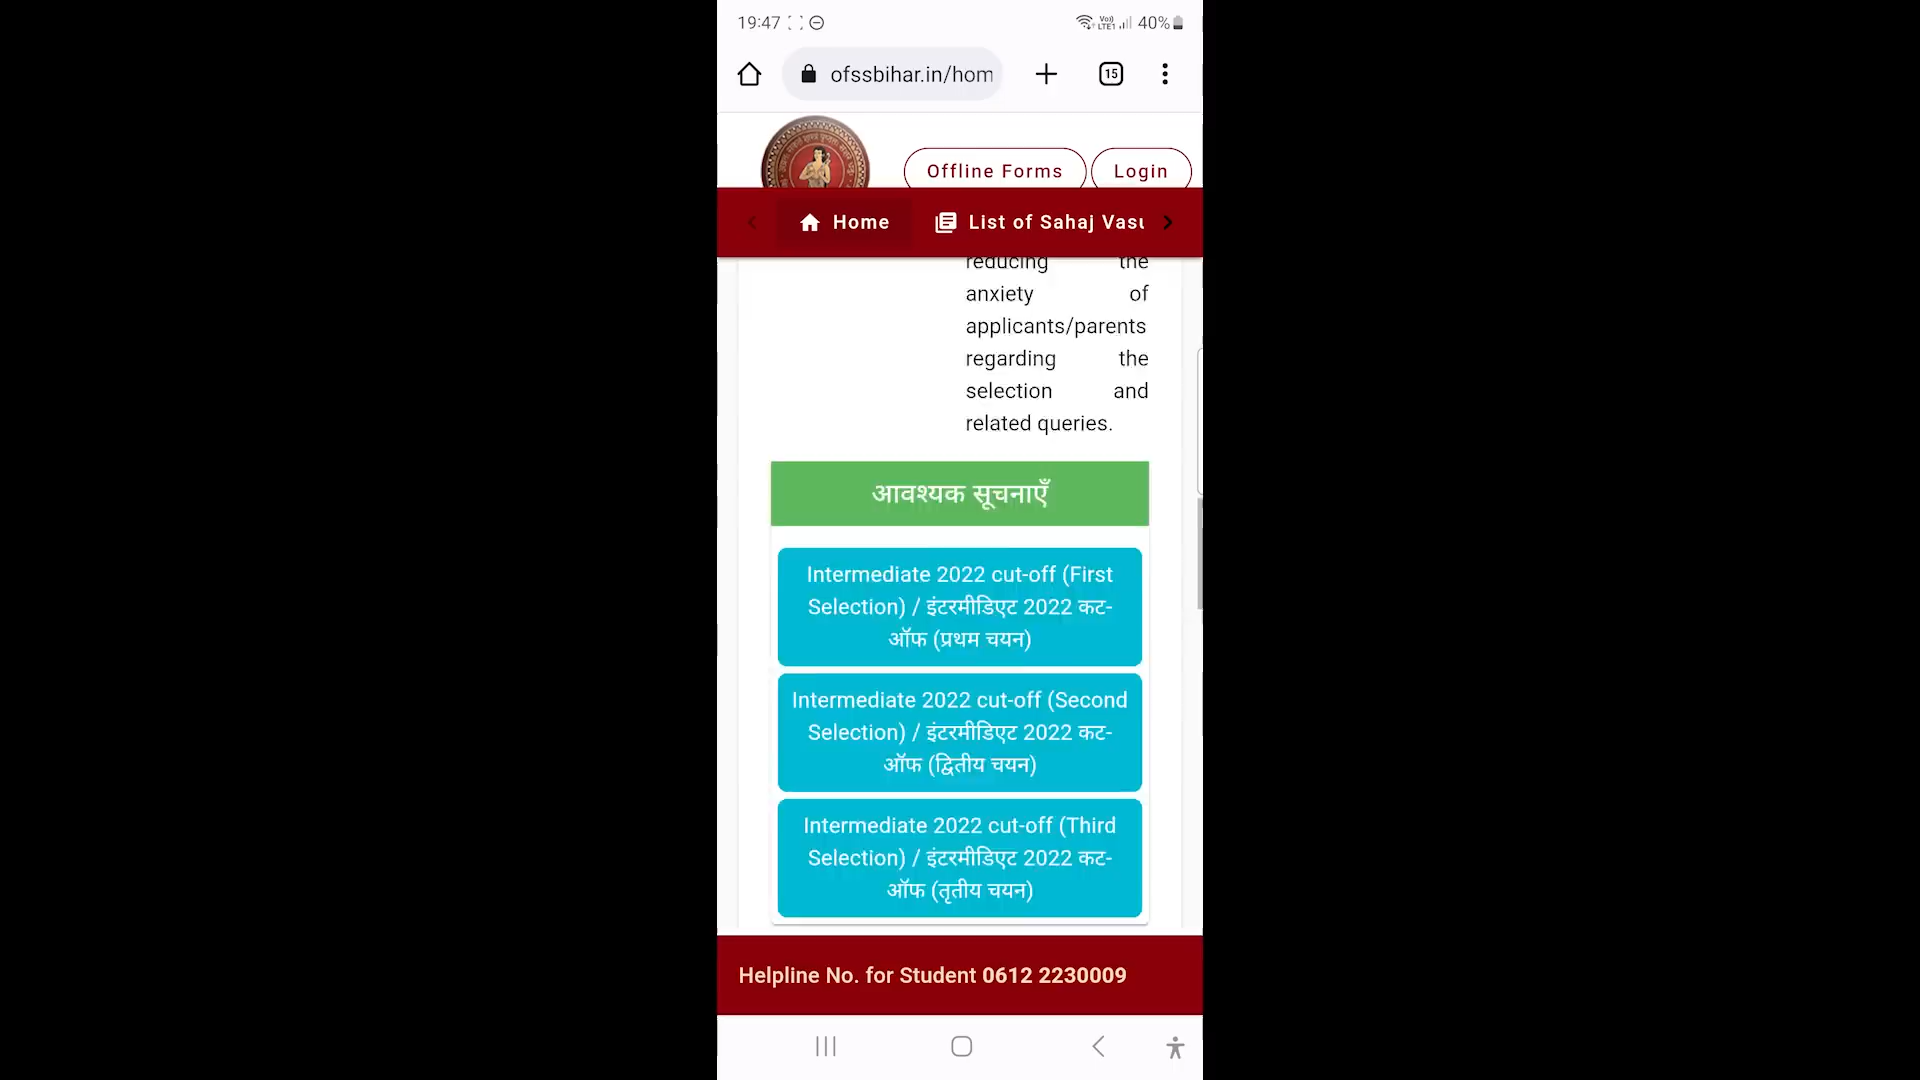 19:47
Vo)) LTE1 40%
ofssbihar.in/hom
15
Offline Forms
Login
Home
List of Sahaj Vasu
reducing the
anxiety of
applicants/parents
regarding the
selection and
related queries.
आवश्यक सूचनाएँ
Intermediate 2022 cut-off (First
Selection) / इंटरमीडिएट 2022 कट-
ऑफ (प्रथम चयन)
Intermediate 2022 cut-off (Second
Selection) / इंटरमीडिएट 2022 कट-
ऑफ (द्वितीय चयन)
Intermediate 2022 cut-off (Third
Selection) / इंटरमीडिएट 2022 कट-
ऑफ (तृतीय चयन)
Helpline No. for Student 0612 2230009